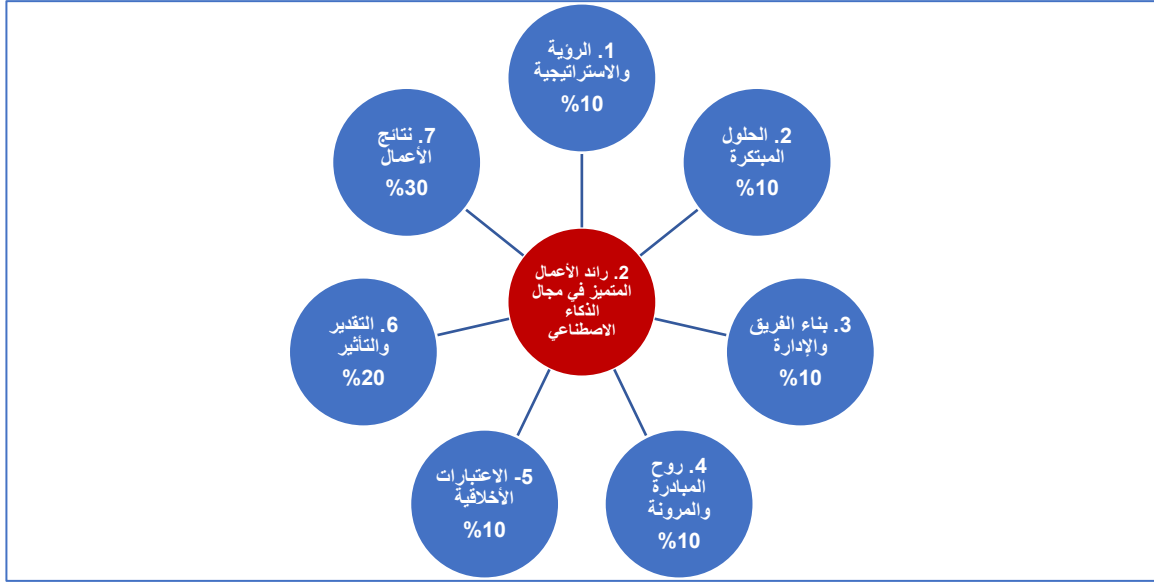 1. الرؤية
والاستراتيجية
%10
2. الحلول
المبتكرة
%10
3. بناء الفريق
والإدارة
%10
4. روح
المبادرة
والمرونة
%10
5- الاعتبارات
الأخلاقية
%10
6. التقدير
والتأثير
%20
7. نتائج
الأعمال
%30
2. رائد الأعمال
المتميز في مجال
الذكاء
الاصطناعي